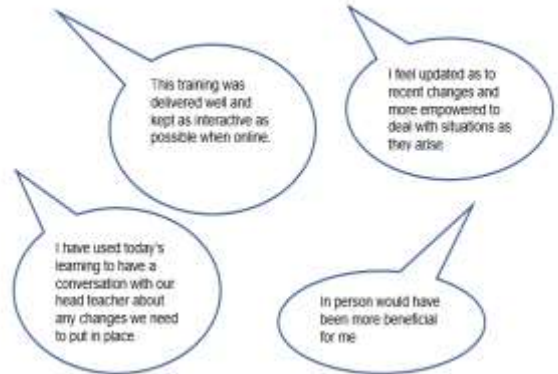 This training was
delivered well and
kept as interactive as
possible when online.
I feel updated as to
recent changes and
more empowered to
deal with situations as
they arise
I have used today's
learning to have a
conversation with our
head teacher about
any changes we need
to put in place
In person would have
been more beneficial
for me